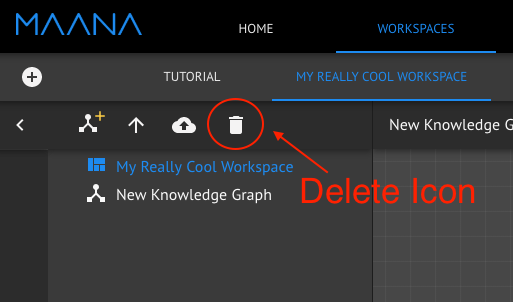 MAANA
HOME WORKSPACES
TUTORIAL MY REALLY COOL WORKSPACE
New Knowledge G
My Really Cool Workspace
New Knowledge Graph
Delete Icon